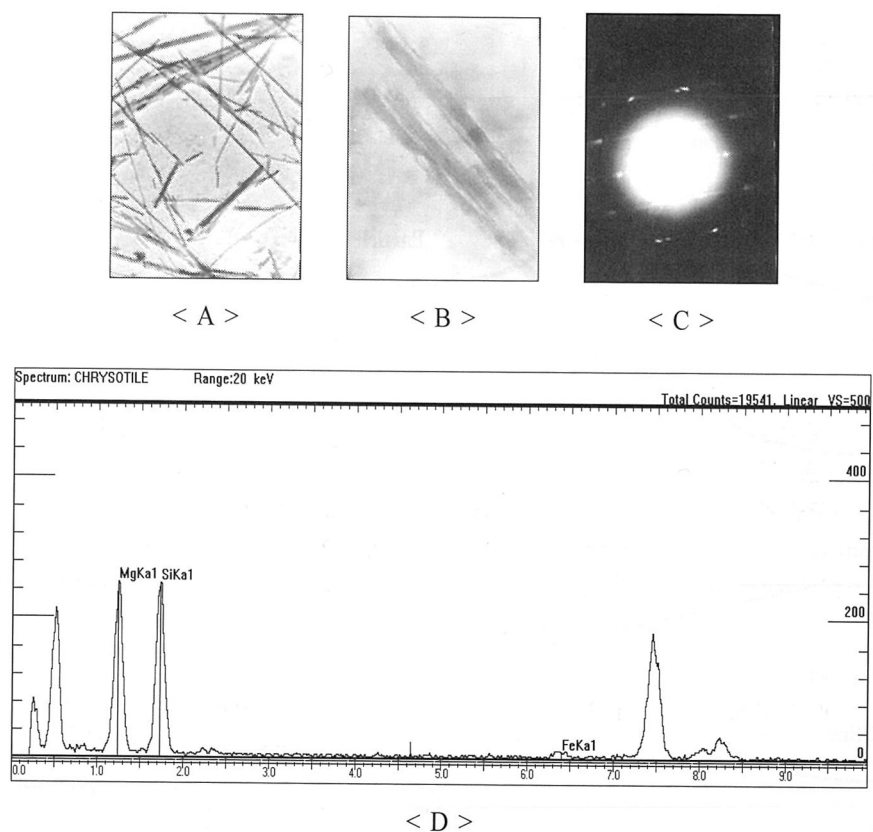 < A >
< B >
< C >
Spectrum: CHRYSOTILE Range:20 keV
Total Counts=19541. Linear VS=500
400
MgKa1 SiKa1
200
FeKa1
0
0.0 1.0 2.0 3.0 4.0 5.0 6.0 7.0 8.0 9.0
< D >